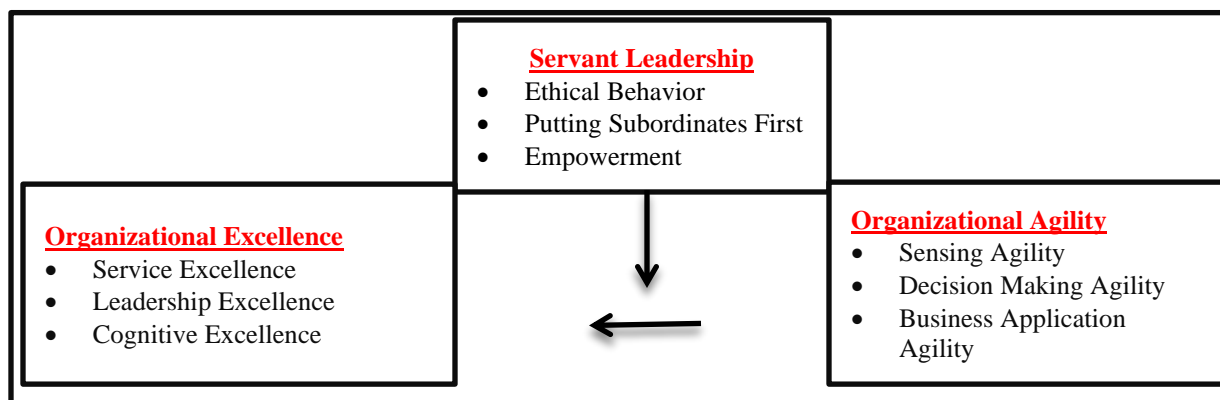 Servant Leadership
• Ethical Behavior
• Putting Subordinates First
• Empowerment
Organizational Excellence
• Service Excellence
• Leadership Excellence
• Cognitive Excellence
Organizational Agility
• Sensing Agility
• Decision Making Agility
• Business Application
Agility